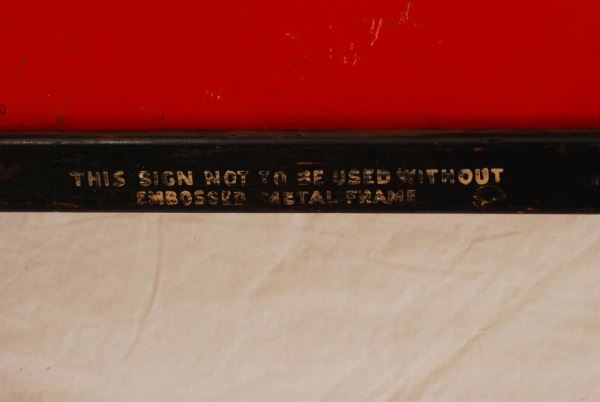 THIS SIGN NOT TO BE USED WITHOUT
EMBOSSED METAL FRAME